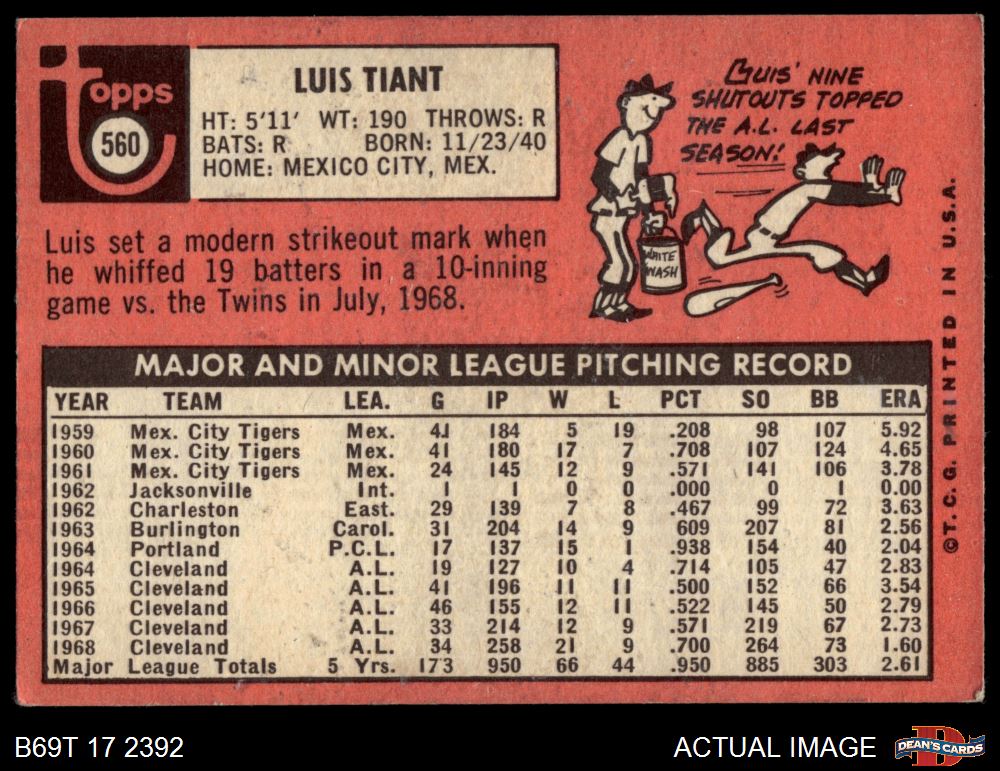 Topps
560
LUIS TIANT
HT: 5'11' WT: 190 THROWS: R
BATS: R BORN: 11/23/40
HOME: MEXICO CITY, MEX.
LUIS' NINE
SHUTOUTS TOPPED
THE A.L. LAST
SEASON!
WHITE
WASH
Luis set a modern strikeout mark when
he whiffed 19 batters in a 10-inning
game vs. the Twins in July, 1968.
MAJOR AND MINOR LEAGUE PITCHING RECORD
YEAR TEAM LEA. G IP W L PCT SO BB ERA
1959 Mex. City Tigers Mex. 41 184 5 19 .208 98 107 5.92
1960 Mex. City Tigers Mex. 41 180 17 7 .708 107 124 4.65
1961 Mex. City Tigers Mex. 24 145 12 9 .571 141 106 3.78
1962 Jacksonville Int. 1 1 0 0 .000 0 1 0.00
1962 Charleston East. 29 139 7 8 .467 99 72 3.63
1963 Burlington Carol. 31 204 14 9 609 207 81 2.56
1964 Portland P.C.L. 17 137 15 1 .938 154 40 2.04
1964 Cleveland A.L. 19 127 10 4 .714 105 47 2.83
1965 Cleveland A.L. 41 196 11 11 .500 152 66 3.54
1966 Cleveland A.L. 46 155 12 11 .522 145 50 2.79
1967 Cleveland A.L. 33 214 12 9 .571 219 67 2.73
1968 Cleveland A.L. 34 258 21 9 .700 264 73 1.60
Major League Totals 5 Yrs. 173 950 66 44 .950 885 303 2.61
©T.C.G. PRINTED IN U.S.A.
B69T 17 2392
ACTUAL IMAGE
D
DEAN'S CARDS